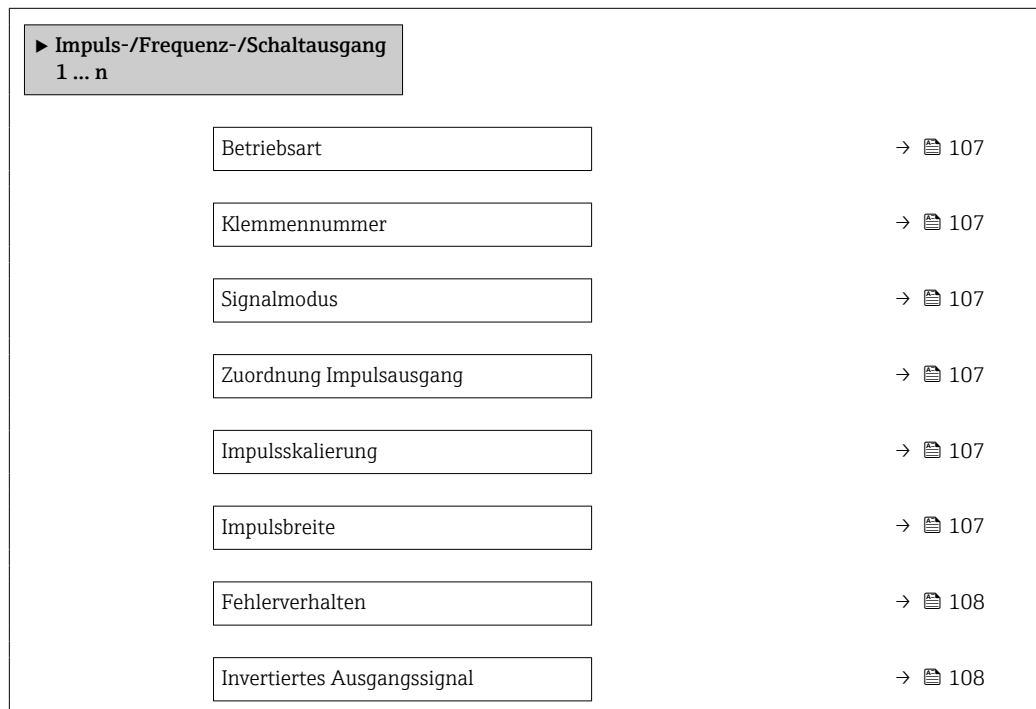 ► Impuls-/Frequenz-/Schaltausgang
1 ... n
Betriebsart → 107
Klemmennummer → 107
Signalmodus → 107
Zuordnung Impulsausgang → 107
Impulsskalierung → 107
Impulsbreite → 107
Fehlerverhalten → 108
Invertiertes Ausgangssignal → 108